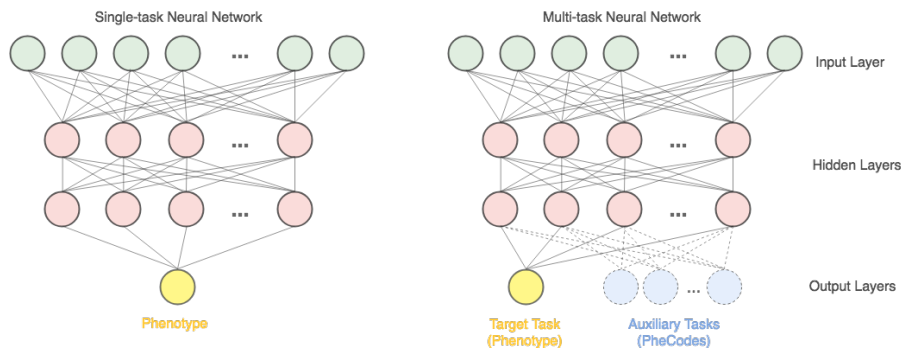 Single-task Neural Network
Multi-task Neural Network
...
...
Input Layer
...
...
Hidden Layers
...
...
...
Output Layers
Phenotype
Target Task
(Phenotype)
Auxiliary Tasks
(PheCodes)